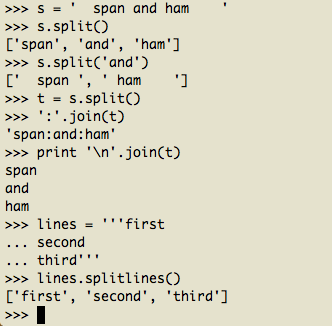 >>> s = '  span and ham    '
>>> s.split()
['span', 'and', 'ham']
>>> s.split('and')
['  span ', ' ham    ']
>>> t = s.split()
>>> ':'.join(t)
'span:and:ham'
>>> print '\n'.join(t)
span
and
ham
>>> lines = '''first
... second
... third'''
>>> lines.splitlines()
['first', 'second', 'third']
>>>